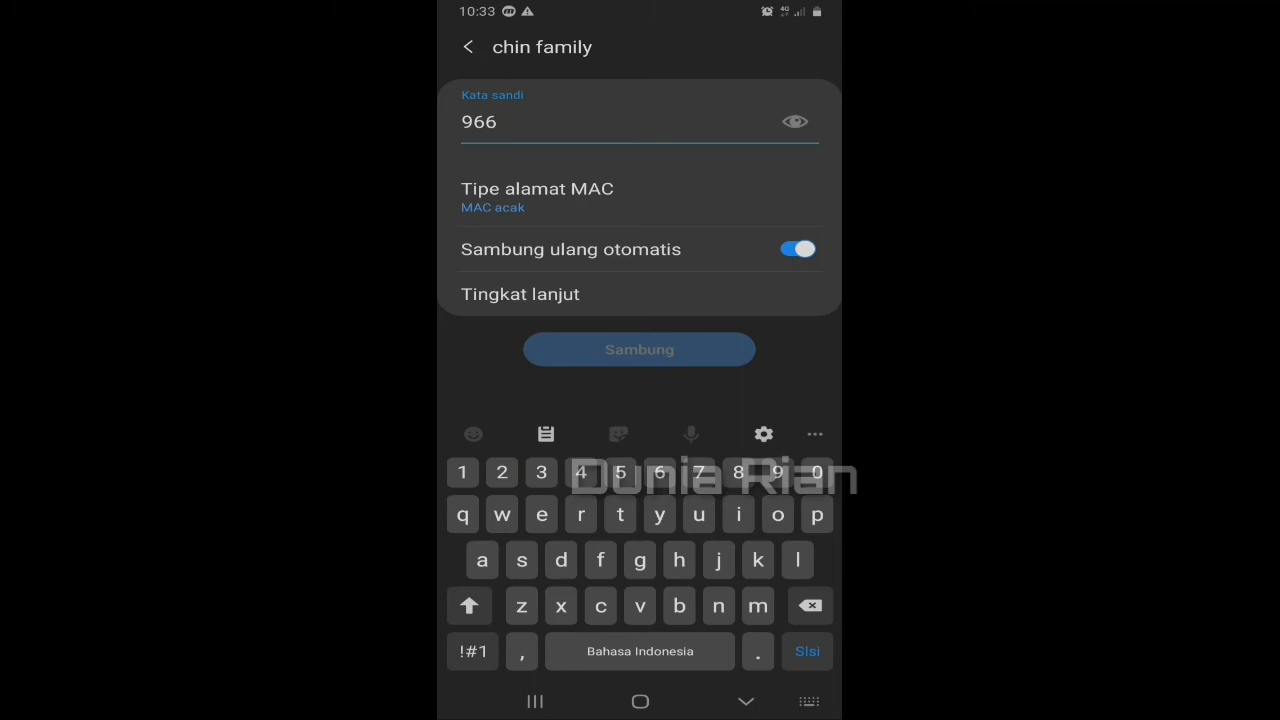 10:33
4G
chin family
Kata sandi
966
Tipe alamat MAC
MAC acak
Sambung ulang otomatis
Tingkat lanjut
Sambung
1 2 3 4 5 6 7 8 9 0
Dunia Rian
q w e r t y u i o p
a s d f g h j k l
z x c v b n m
!#1 , Bahasa Indonesia . SIsi